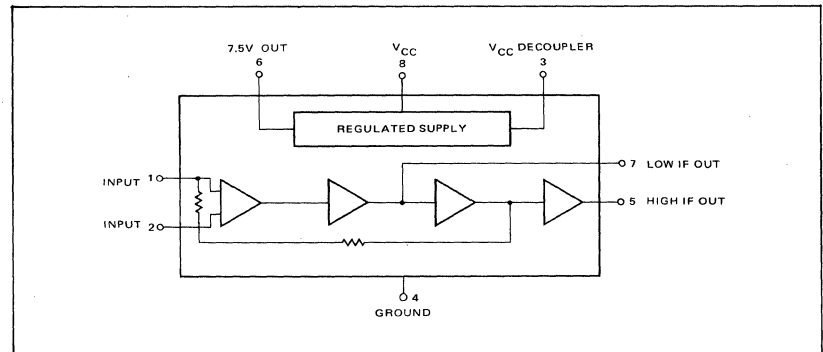 7.5V OUT
6
VCC
8
VCC DECOUPLER
3
REGULATED SUPPLY
INPUT 1
INPUT 2
7 LOW IF OUT
5 HIGH IF OUT
4
GROUND